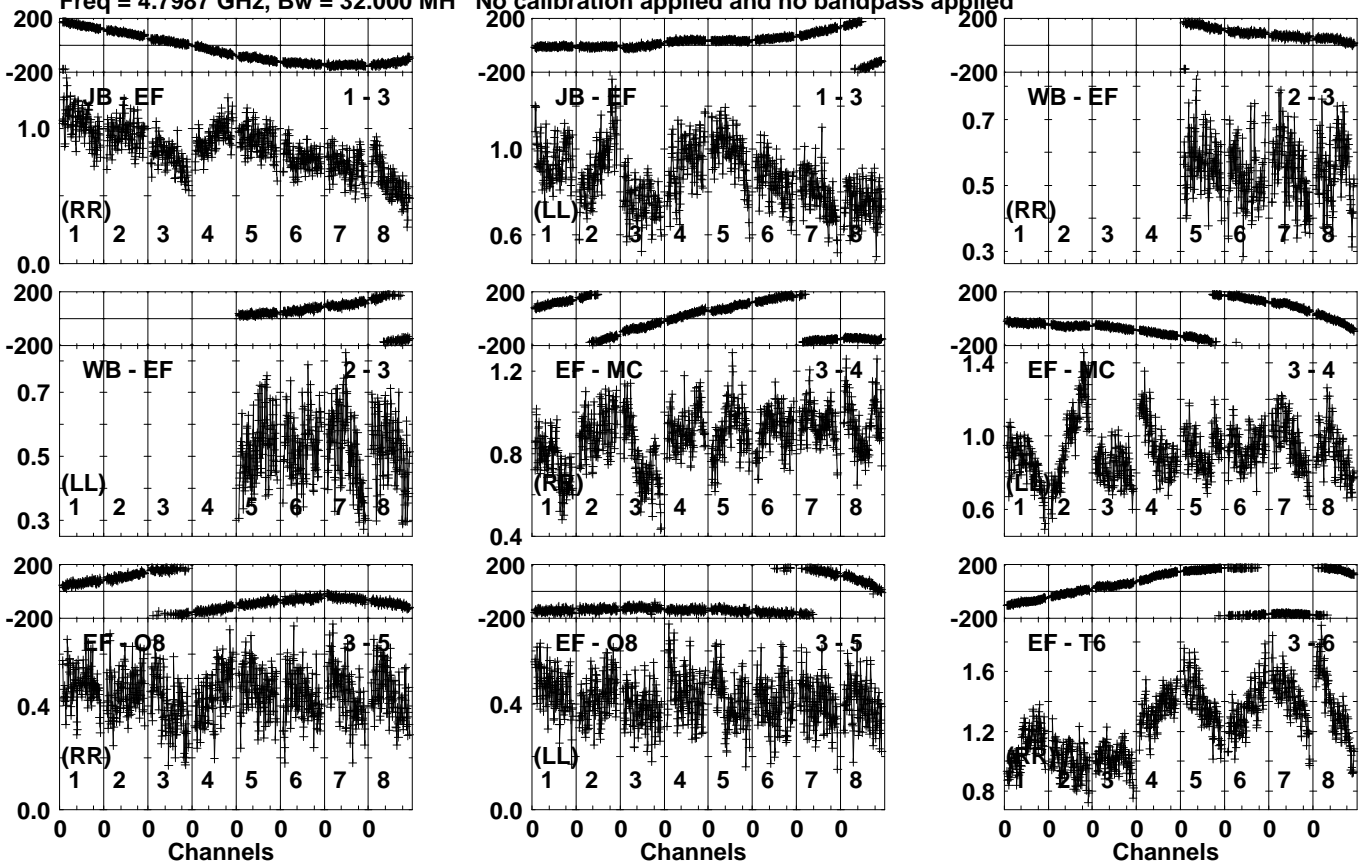 Freq = 4.7987 GHz, Bw = 32.000 MH No calibration applied and no bandpass applied
200
-200
JB - EF 1 - 3
1.0
(RR)
1 2 3 4 5 6 7 8
0.0
200
-200
JB - EF 1 - 3
1.0
(LL)
0.6
1 2 3 4 5 6 7 8
200
-200
WB - EF 2 - 3
0.7
0.5
(RR)
1 2 3 4 5 6 7 8
0.3
200
-200
WB - EF 2 - 3
0.7
0.5
(LL)
1 2 3 4 5 6 7 8
0.3
200
-200
EF - MC 3 - 4
1.2
0.8
(RR)
1 2 3 4 5 6 7 8
0.4
200
-200
EF - MC 3 - 4
1.4
1.0
(LL)
1 2 3 4 5 6 7 8
0.6
200
-200
EF - O8 3 - 5
0.4
(RR)
1 2 3 4 5 6 7 8
0.0
0 0 0 0 0 0 0 0
Channels
200
-200
EF - O8 3 - 5
0.4
(LL)
1 2 3 4 5 6 7 8
0.0
0 0 0 0 0 0 0 0
Channels
200
-200
EF - T6 3 - 6
1.6
1.2
(RR)
1 2 3 4 5 6 7 8
0.8
0 0 0 0 0 0 0 0
Channels